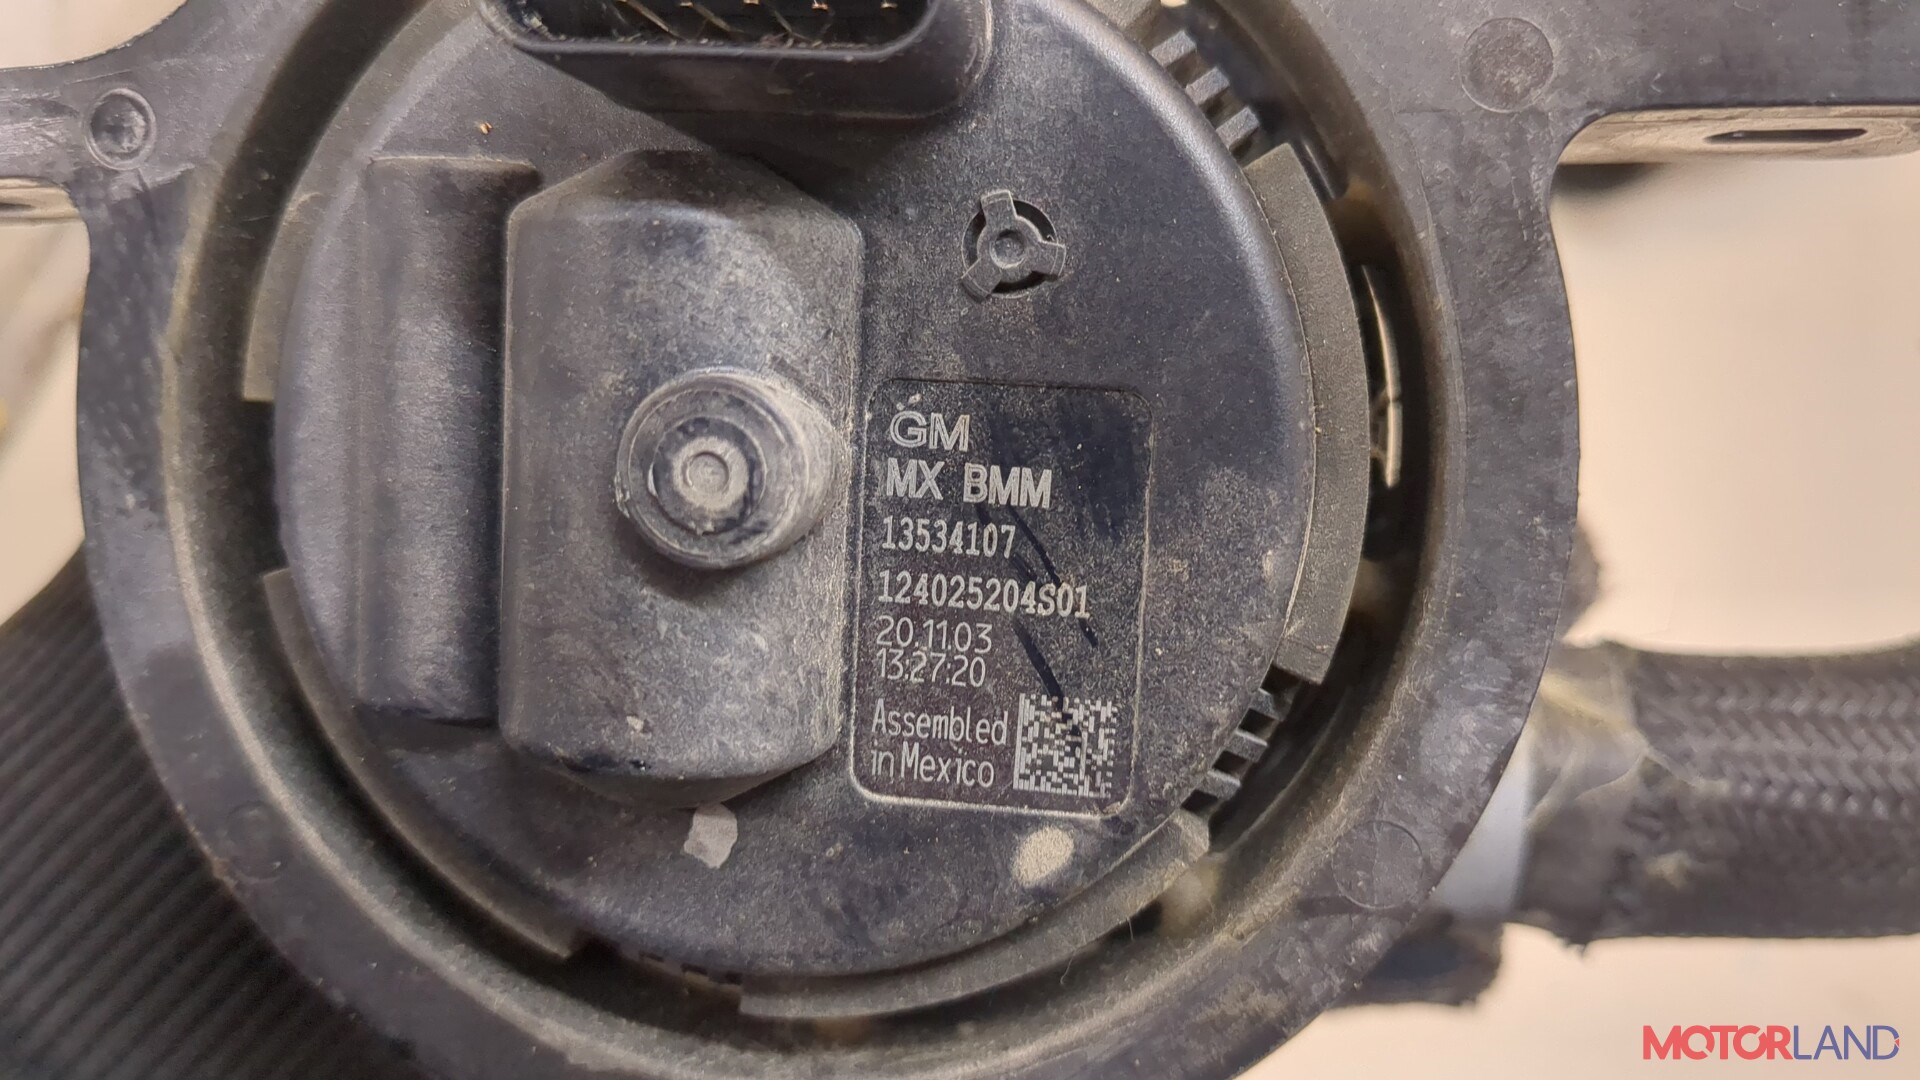 GM
MX BMM
13534107
124025204S01
20.11.03
13:27:20
Assembled
in Mexico
MOTORLAND